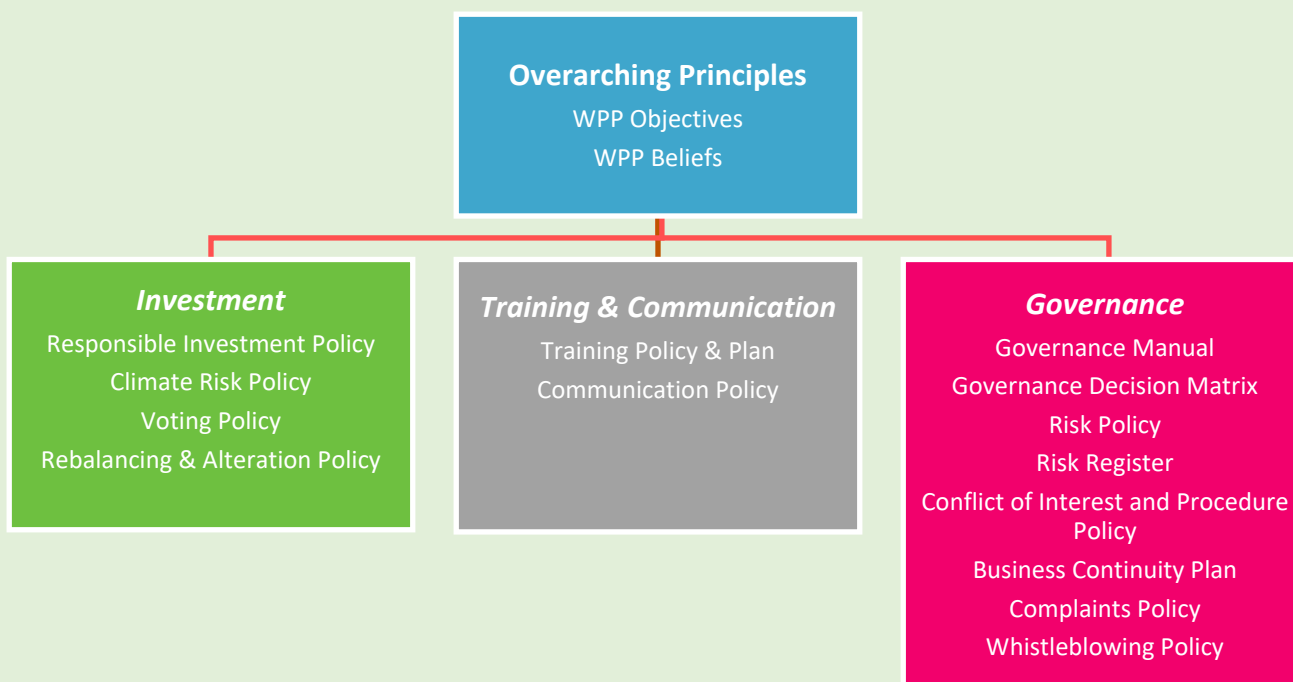 Overarching Principles
WPP Objectives
WPP Beliefs
Investment
Responsible Investment Policy
Climate Risk Policy
Voting Policy
Rebalancing & Alteration Policy
Training & Communication
Training Policy & Plan
Communication Policy
Governance
Governance Manual
Governance Decision Matrix
Risk Policy
Risk Register
Conflict of Interest and Procedure
Policy
Business Continuity Plan
Complaints Policy
Whistleblowing Policy